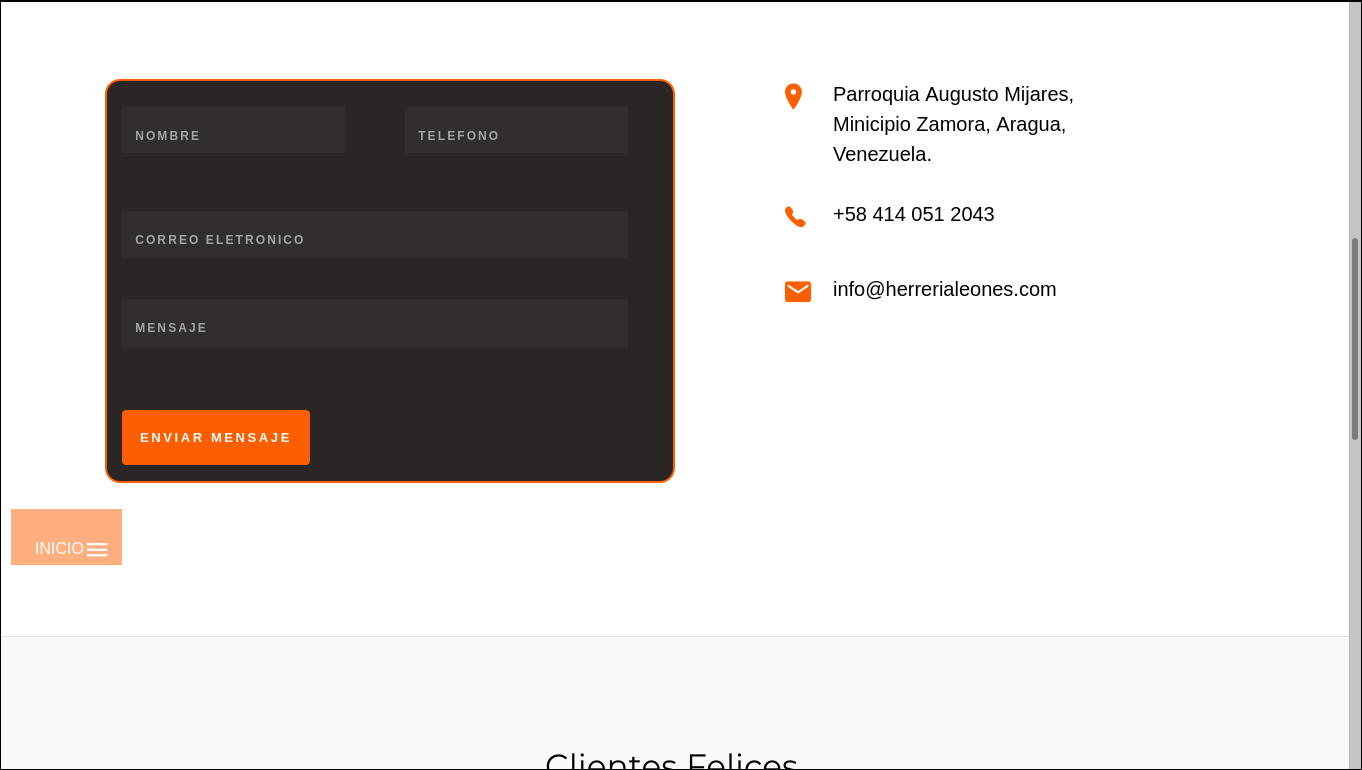 NOMBRE
TELEFONO
CORREO ELETRONICO
MENSAJE
ENVIAR MENSAJE
Parroquia Augusto Mijares,
Minicipio Zamora, Aragua,
Venezuela.
+58 414 051 2043
info@herrerialeones.com
INICIO
Clientes Felices